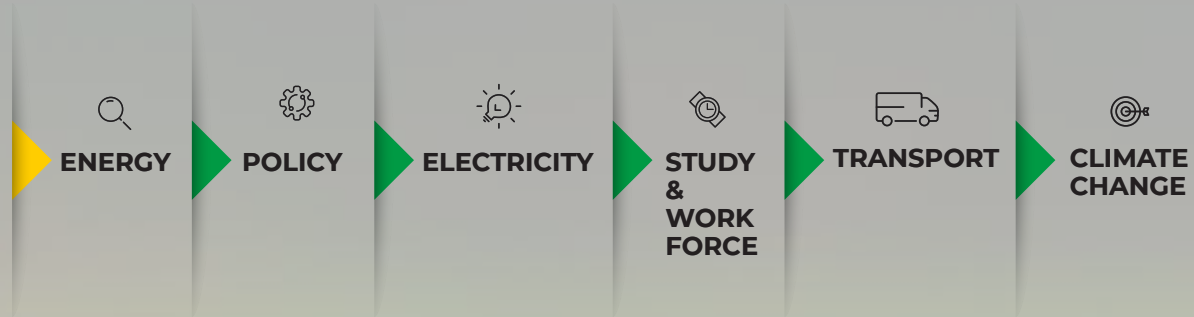 ENERGY
POLICY
ELECTRICITY
STUDY
&
WORK
FORCE
TRANSPORT
CLIMATE
CHANGE